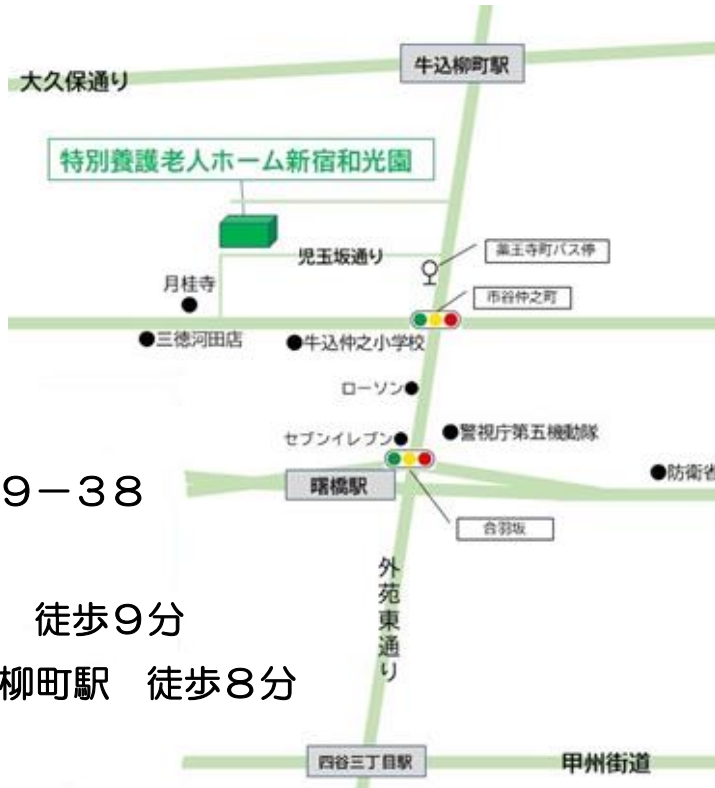 牛込柳町駅
大久保通り
特別養護老人ホーム新宿和光園
児玉坂通り
薬王寺町バス停
月桂寺
市谷仲之町
●三徳河田店
●牛込仲之小学校
ローソン●
セブンイレブン●
●警視庁第五機動隊
●防衛省
9－38
曙橋駅
合羽坂
外苑東通り
徒歩9分
柳町駅　徒歩8分
四谷三丁目駅
甲州街道